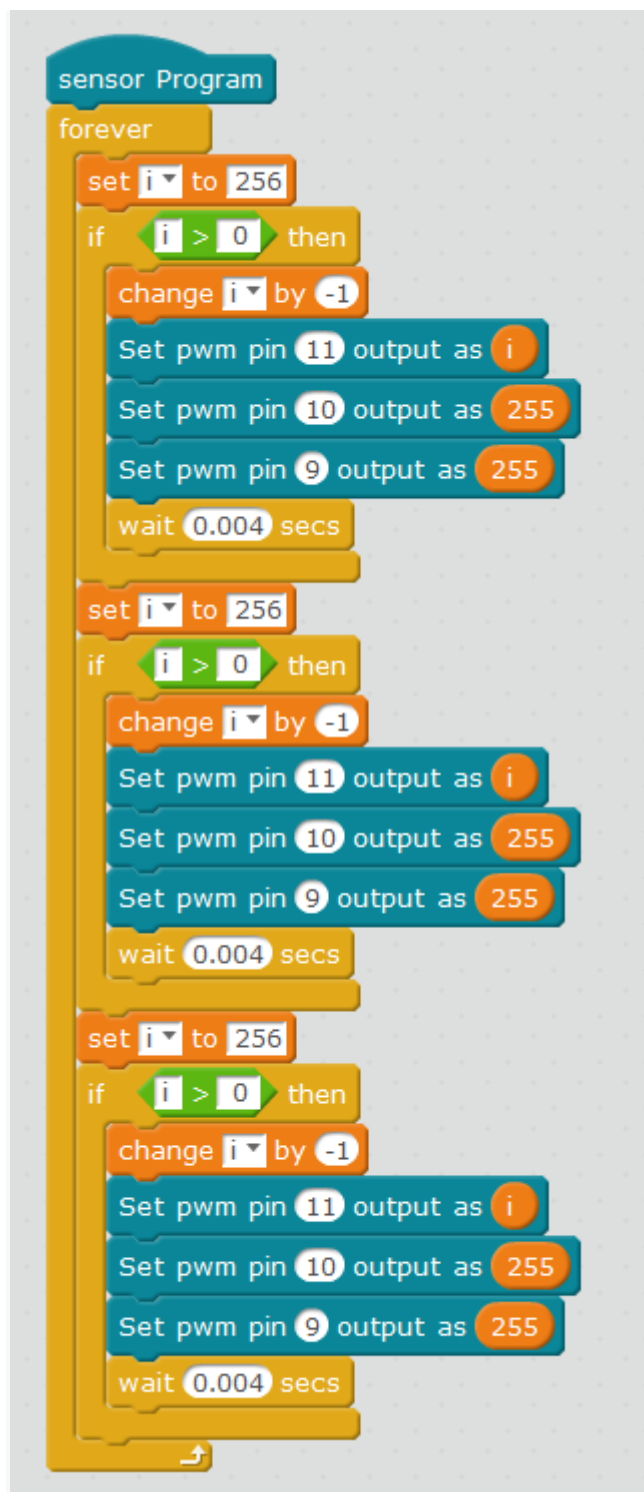 sensor Program
forever
set i to 256
if i > 0 then
change i by -1
Set pwm pin 11 output as i
Set pwm pin 10 output as 255
Set pwm pin 9 output as 255
wait 0.004 secs
set i to 256
if i > 0 then
change i by -1
Set pwm pin 11 output as i
Set pwm pin 10 output as 255
Set pwm pin 9 output as 255
wait 0.004 secs
set i to 256
if i > 0 then
change i by -1
Set pwm pin 11 output as i
Set pwm pin 10 output as 255
Set pwm pin 9 output as 255
wait 0.004 secs